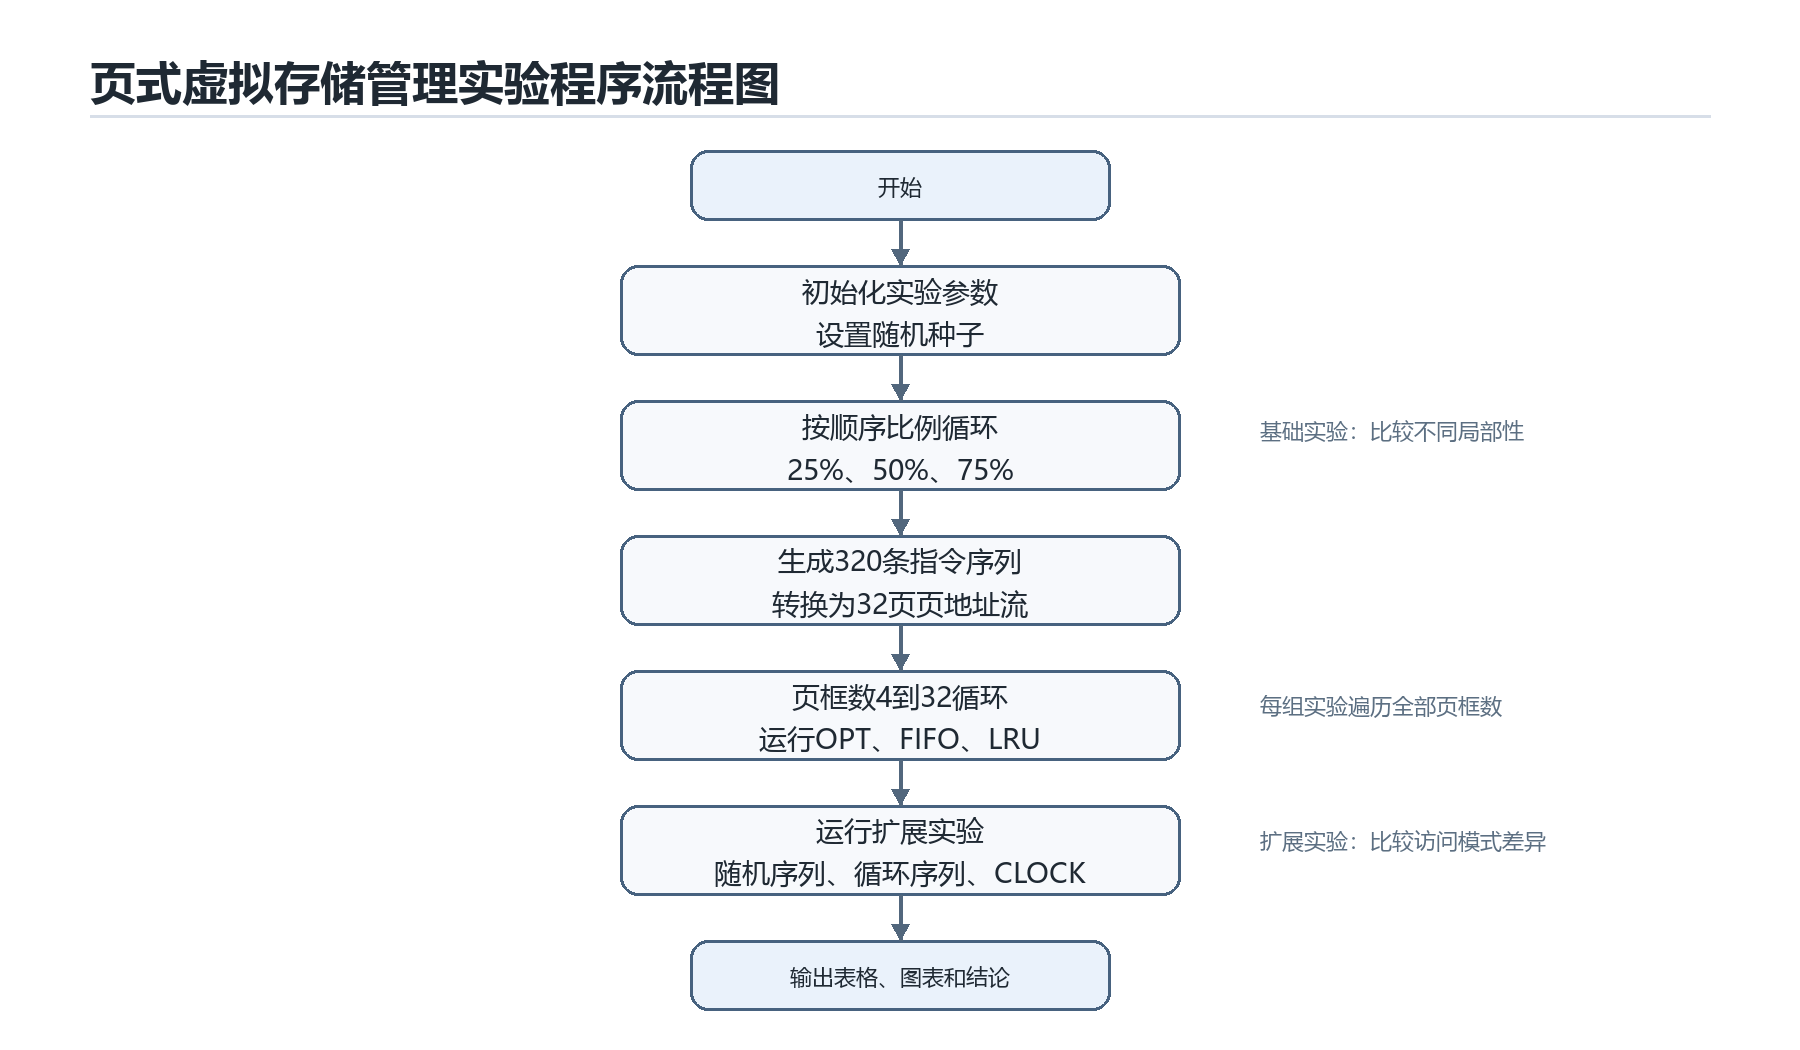 页式虚拟存储管理实验程序流程图
开始
初始化实验参数
设置随机种子
按顺序比例循环
25%、50%、75%
基础实验：比较不同局部性
生成320条指令序列
转换为32页页地址流
页框数4到32循环
运行OPT、FIFO、LRU
每组实验遍历全部页框数
运行扩展实验
随机序列、循环序列、CLOCK
扩展实验：比较访问模式差异
输出表格、图表和结论